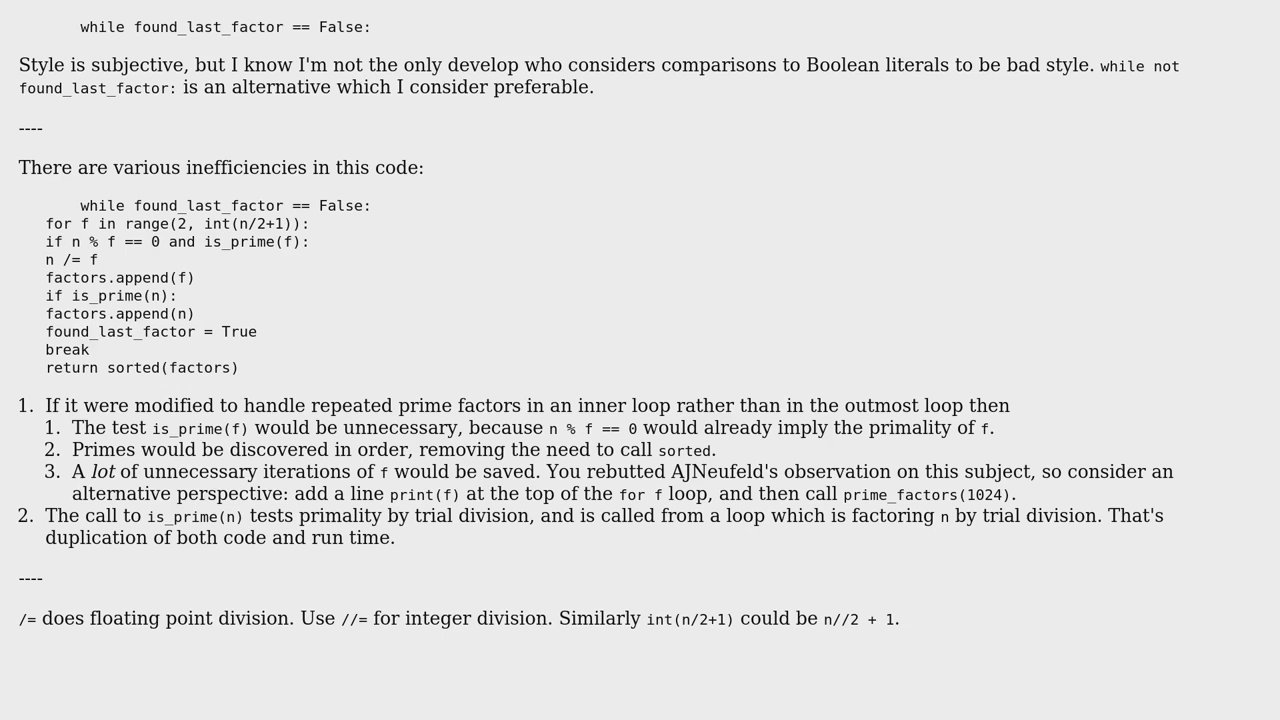 while found_last_factor == False:
Style is subjective, but I know I'm not the only develop who considers comparisons to Boolean literals to be bad style. while not
found_last_factor: is an alternative which I consider preferable.
----
There are various inefficiencies in this code:
while found_last_factor == False:
for f in range(2, int(n/2+1)):
if n % f == 0 and is_prime(f):
n /= f
factors.append(f)
if is_prime(n):
factors.append(n)
found_last_factor = True
break
return sorted(factors)
1. If it were modified to handle repeated prime factors in an inner loop rather than in the outmost loop then
1. The test is_prime(f) would be unnecessary, because n % f == 0 would already imply the primality of f.
2. Primes would be discovered in order, removing the need to call sorted.
3. A lot of unnecessary iterations of f would be saved. You rebutted AJNeufeld's observation on this subject, so consider an
alternative perspective: add a line print(f) at the top of the for f loop, and then call prime_factors(1024).
2. The call to is_prime(n) tests primality by trial division, and is called from a loop which is factoring n by trial division. That's
duplication of both code and run time.
----
/= does floating point division. Use //= for integer division. Similarly int(n/2+1) could be n//2 + 1.